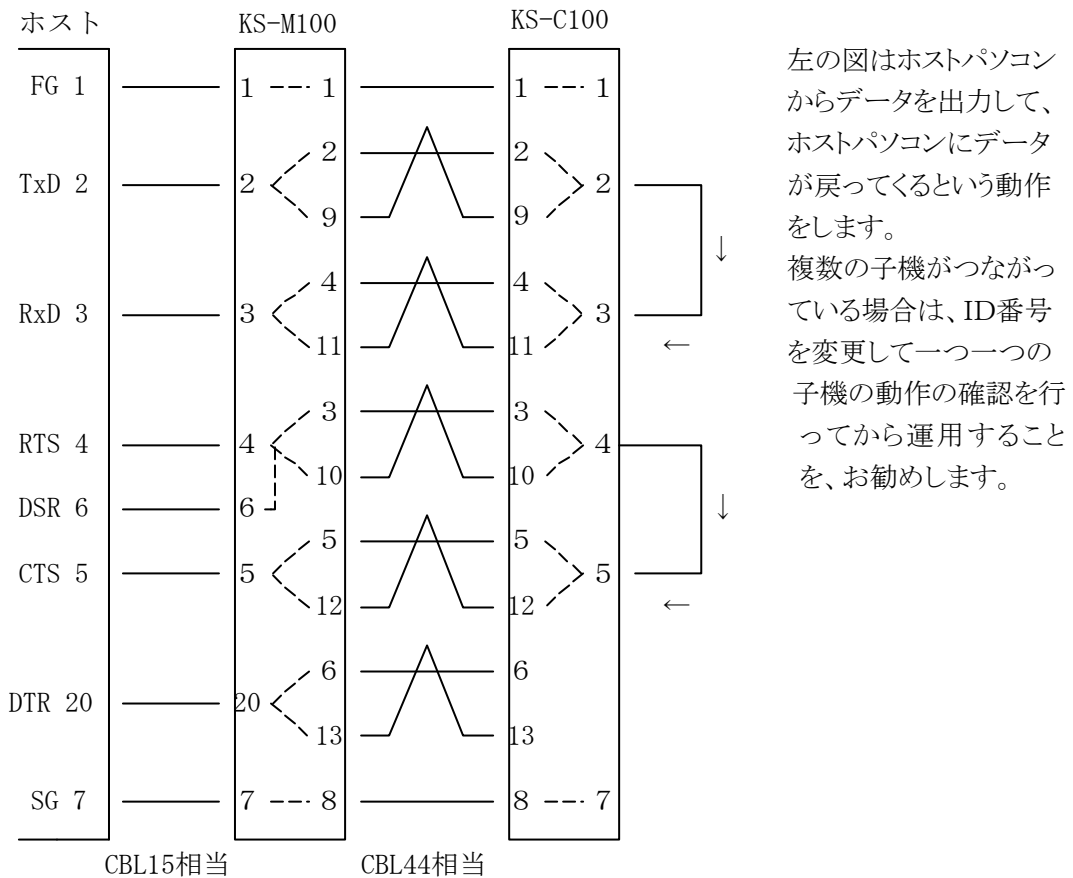 ホスト KS-M100 KS-C100
FG 1 1 1 1 1
2 2
TxD 2 2 2
9 9
4 4
RxD 3 3 3
11 11
←
3 3
RTS 4 4 4
10 10
DSR 6 6
5 5
CTS 5 5 5
12 12
←
6 6
DTR 20 20
13 13
SG 7 7 8 8 7
CBL15相当 CBL44相当
↓
↓
左の図はホストパソコン
からデータを出力して、
ホストパソコンにデータ
が戻ってくるという動作
をします。
複数の子機がつながっ
ている場合は、ID番号
を変更して一つ一つの
子機の動作の確認を行
ってから運用すること
を、お勧めします。